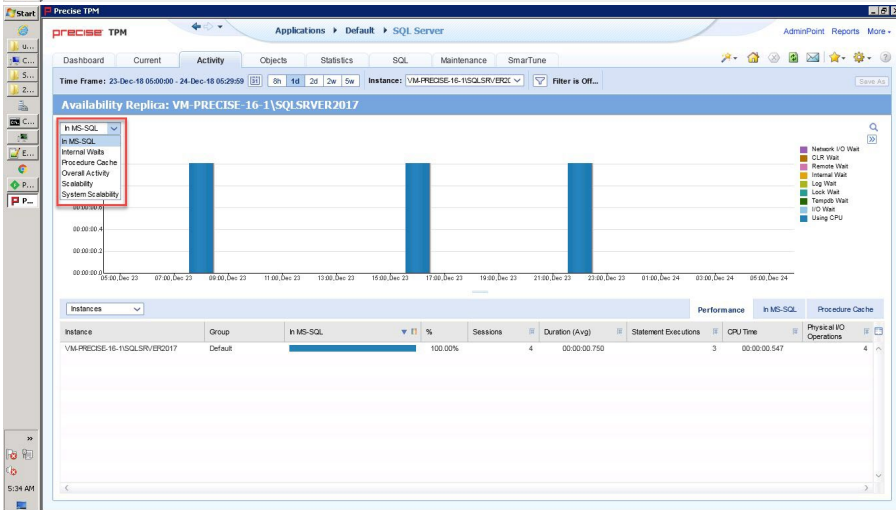 Start
Precise TPM
u...
C...
S...
2...
C...
E...
P...
P...
5:34 AM
precise TPM
Applications Default SQL Server
AdminPoint Reports More
Dashboard Current Activity Objects Statistics SQL Maintenance SmarTune
Time Frame: 23-Dec-18 05:00:00 - 24-Dec-18 05:29:59 8h 1d 2d 2w 5w Instance: Filter is Off... Save As
Availability Replica: VM-PRECISE-16-1\SQLSRVER2017
In MS-SQL
In MS-SQL
Internal Waits
Procedure Cache
Overall Activity
Scalability
System Scalability
00:00:00.6
00:00:00.4
00:00:00.2
00:00:00.0
05:00,Dec 23 07:00,Dec 23 09:00,Dec 23 11:00,Dec 23 13:00,Dec 23 15:00,Dec 23 17:00,Dec 23 19:00,Dec 23 21:00,Dec 23 23:00,Dec 23 01:00,Dec 24 03:00,Dec 24 05:00,Dec 24
Network I/O Wait
CLR Wait
Remote Wait
Internal Wait
Log Wait
Lock Wait
Tempdb Wait
I/O Wait
Using CPU
Instances
Performance In MS-SQL Procedure Cache
Instance Group In MS-SQL % Sessions Duration (Avg) Statement Executions CPU Time Physical I/O Operations
VM-PRECISE-16-1\SQLSRVER2017 Default 100.00% 4 00:00:00.750 3 00:00:00.547 4